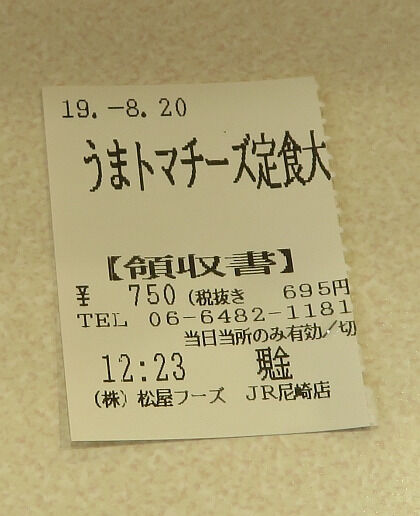 19.-8.20
うまトマチーズ定食大
【領収書】
¥ 750 (税抜き 695円
TEL 06-6482-1181
当日当所のみ有効/切
12:23 現金
(株)松屋フーズ JR尼崎店